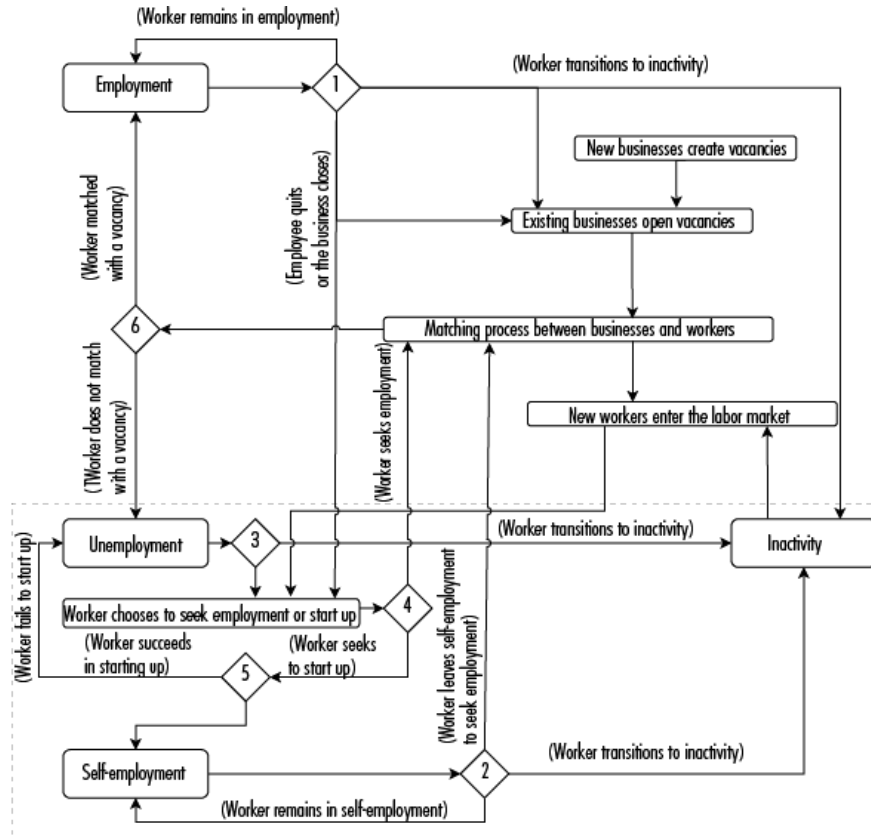 (Worker remains in employment)
Employment
1
(Worker transitions to inactivity)
New businesses create vacancies
(Worker matched
with a vacancy)
(Employee quits
or the business closes)
Existing businesses open vacancies
6
Matching process between businesses and workers
(TWorker does not match
with a vacancy)
(Worker seeks employment)
New workers enter the labor market
Unemployment
3
(Worker transitions to inactivity)
Inactivity
(Worker fails to start up)
Worker chooses to seek employment or start up
4
(Worker succeeds
in starting up)
(Worker seeks
to start up)
5
(Worker leaves self-employment
to seek employment)
Self-employment
2
(Worker transitions to inactivity)
(Worker remains in self-employment)